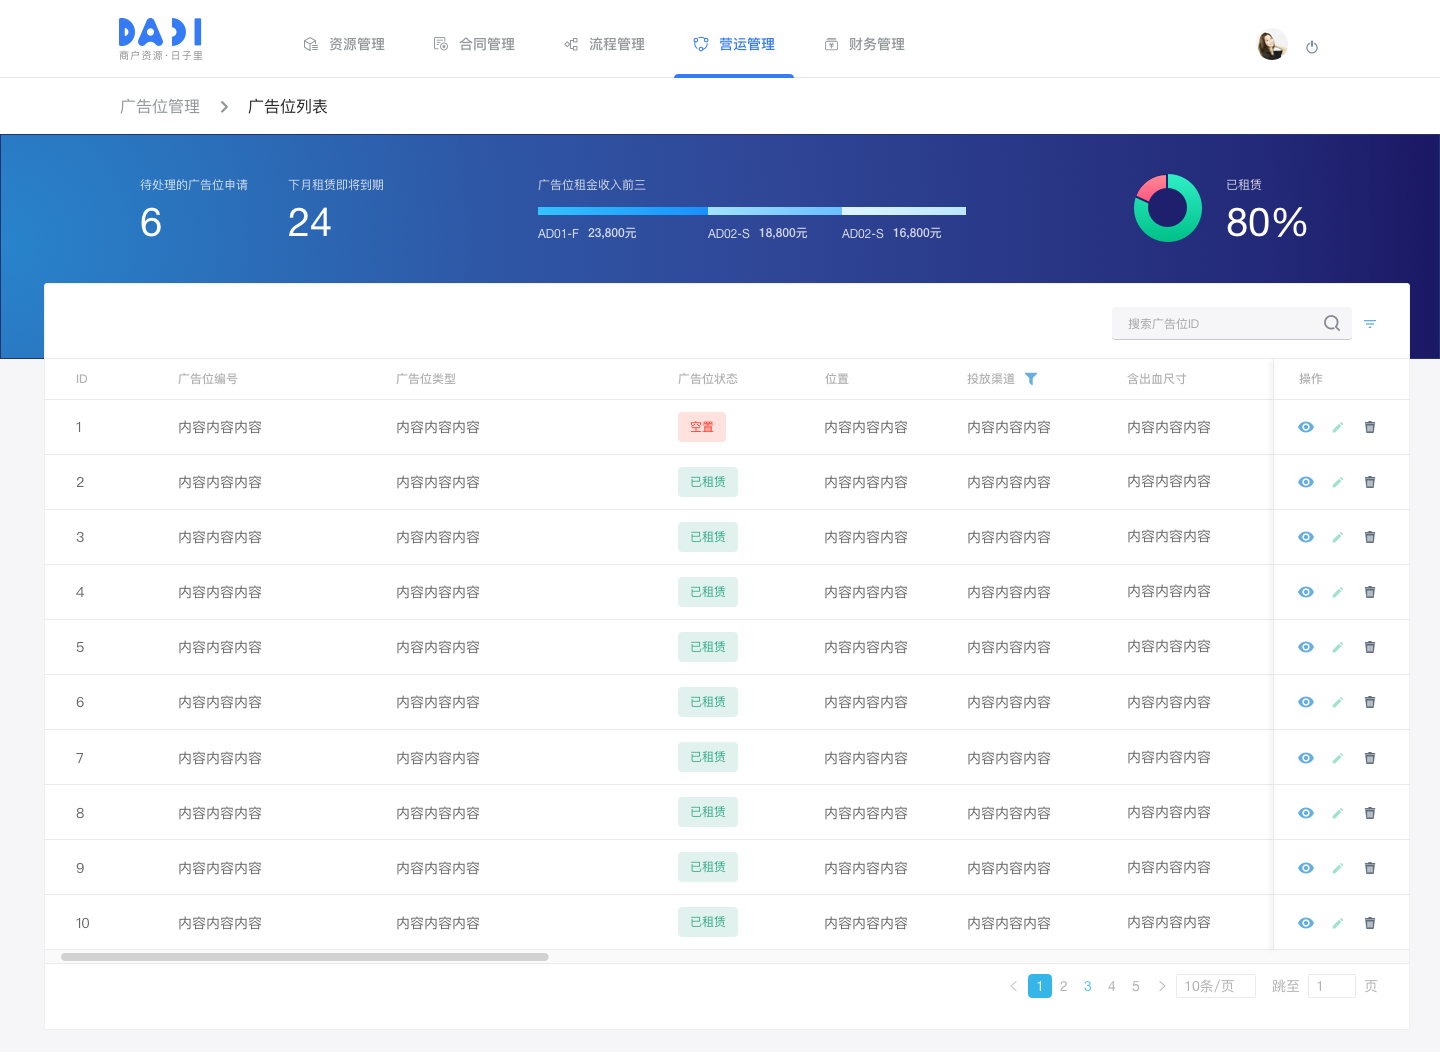 DADI
商户资源·日子里
资源管理 合同管理 流程管理 营运管理 财务管理
广告位管理 广告位列表
待处理的广告位申请 下月租赁即将到期 广告位租金收入前三 已租赁
6 24 80%
AD01-F 23,800元 AD02-S 18,800元 AD02-S 16,800元
搜索广告位ID
ID 广告位编号 广告位类型 广告位状态 位置 投放渠道 含出血尺寸 操作
1 内容内容内容 内容内容内容 空置 内容内容内容 内容内容内容 内容内容内容
2 内容内容内容 内容内容内容 已租赁 内容内容内容 内容内容内容 内容内容内容
3 内容内容内容 内容内容内容 已租赁 内容内容内容 内容内容内容 内容内容内容
4 内容内容内容 内容内容内容 已租赁 内容内容内容 内容内容内容 内容内容内容
5 内容内容内容 内容内容内容 已租赁 内容内容内容 内容内容内容 内容内容内容
6 内容内容内容 内容内容内容 已租赁 内容内容内容 内容内容内容 内容内容内容
7 内容内容内容 内容内容内容 已租赁 内容内容内容 内容内容内容 内容内容内容
8 内容内容内容 内容内容内容 已租赁 内容内容内容 内容内容内容 内容内容内容
9 内容内容内容 内容内容内容 已租赁 内容内容内容 内容内容内容 内容内容内容
10 内容内容内容 内容内容内容 已租赁 内容内容内容 内容内容内容 内容内容内容
1 2 3 4 5 10条/页 跳至 1 页